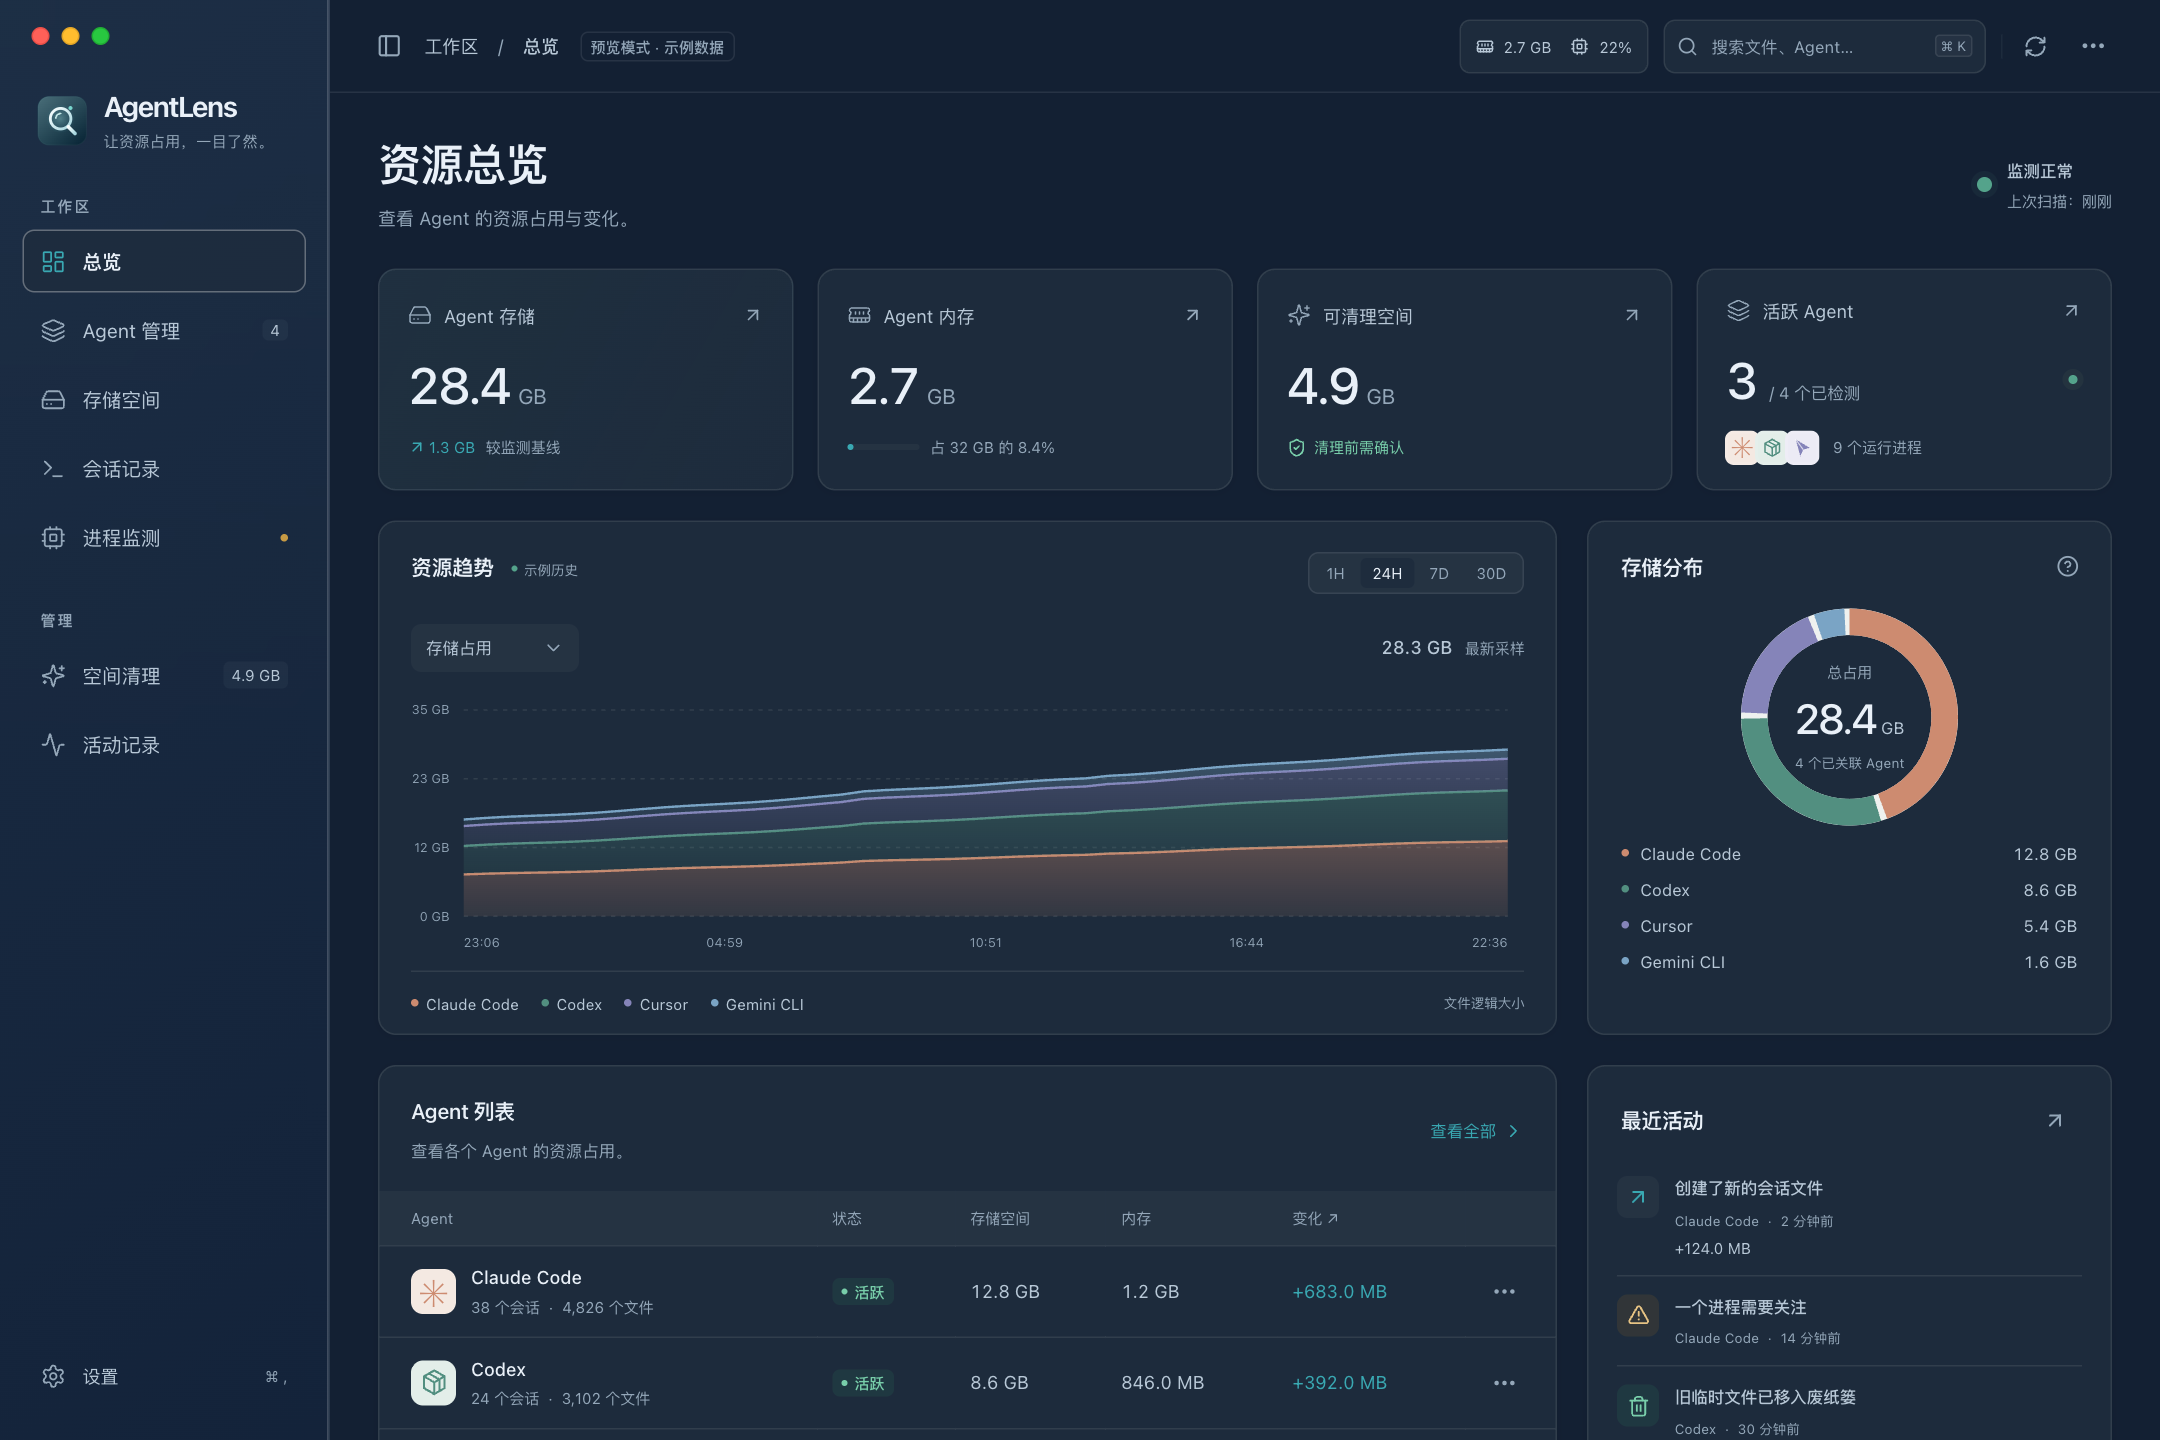 AgentLens
让资源占用，一目了然。
工作区
总览
Agent 管理 4
存储空间
会话记录
进程监测
管理
空间清理 4.9 GB
活动记录
设置 ⌘ ,
工作区 / 总览 预览模式 · 示例数据
2.7 GB 22%
搜索文件、Agent... ⌘ K
资源总览
查看 Agent 的资源占用与变化。
监测正常
上次扫描：刚刚
Agent 存储
28.4 GB
1.3 GB 较监测基线
Agent 内存
2.7 GB
占 32 GB 的 8.4%
可清理空间
4.9 GB
清理前需确认
活跃 Agent
3 / 4 个已检测
9 个运行进程
资源趋势 示例历史
1H 24H 7D 30D
存储占用
28.3 GB 最新采样
35 GB
23 GB
12 GB
0 GB
23:06 04:59 10:51 16:44 22:36
Claude Code Codex Cursor Gemini CLI
文件逻辑大小
存储分布
总占用
28.4 GB
4 个已关联 Agent
Claude Code 12.8 GB
Codex 8.6 GB
Cursor 5.4 GB
Gemini CLI 1.6 GB
Agent 列表
查看各个 Agent 的资源占用。
查看全部
Agent 状态 存储空间 内存 变化
Claude Code
38 个会话 · 4,826 个文件
活跃 12.8 GB 1.2 GB +683.0 MB
Codex
24 个会话 · 3,102 个文件
活跃 8.6 GB 846.0 MB +392.0 MB
最近活动
创建了新的会话文件
Claude Code · 2 分钟前
+124.0 MB
一个进程需要关注
Claude Code · 14 分钟前
旧临时文件已移入废纸篓
Codex · 30 分钟前